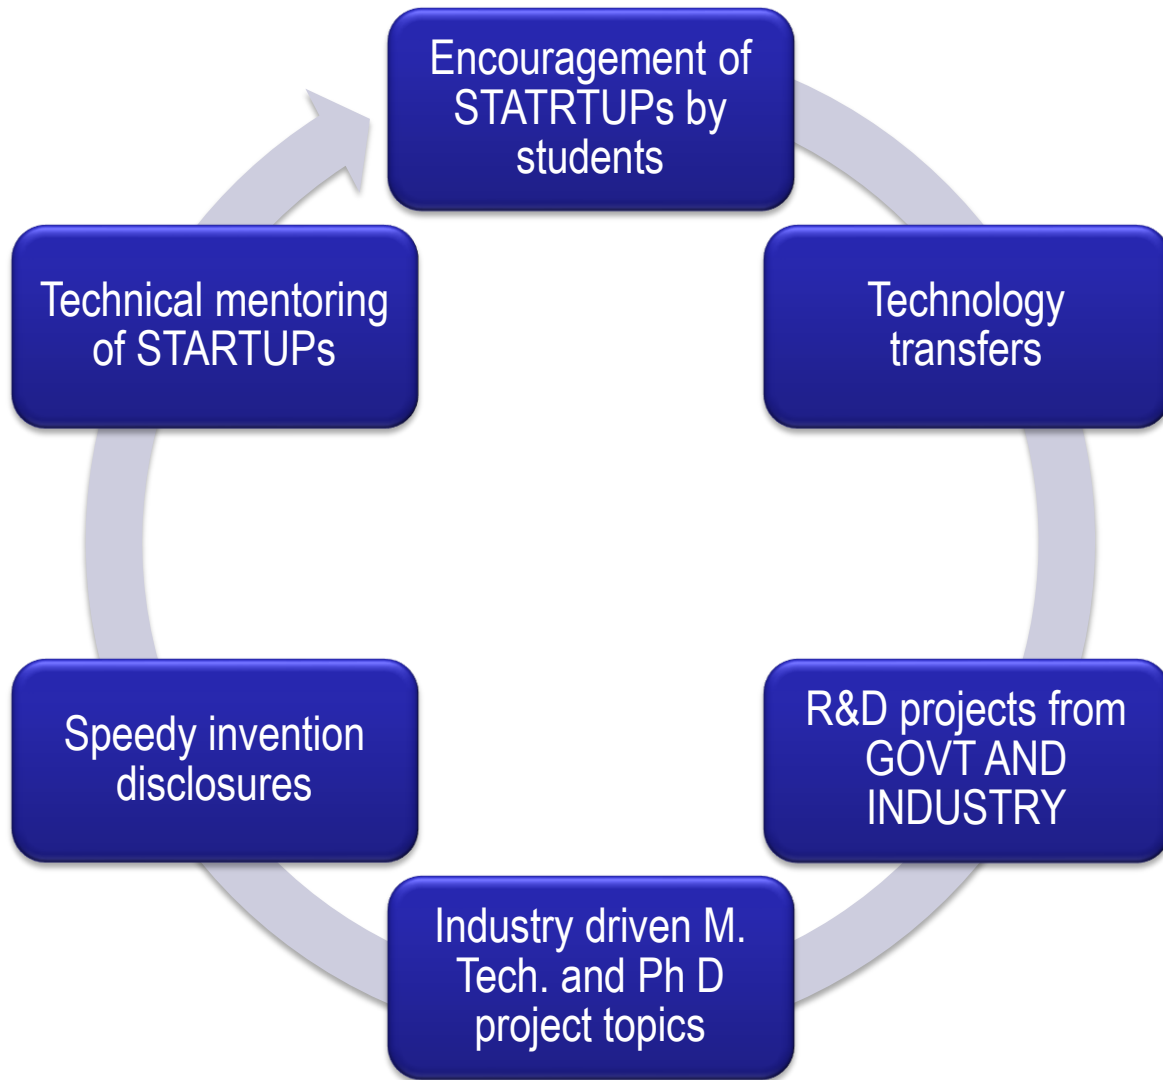 Encouragement of
STATRTUPs by
students
Technology
transfers
R&D projects from
GOVT AND
INDUSTRY
Industry driven M.
Tech. and Ph D
project topics
Speedy invention
disclosures
Technical mentoring
of STARTUPs